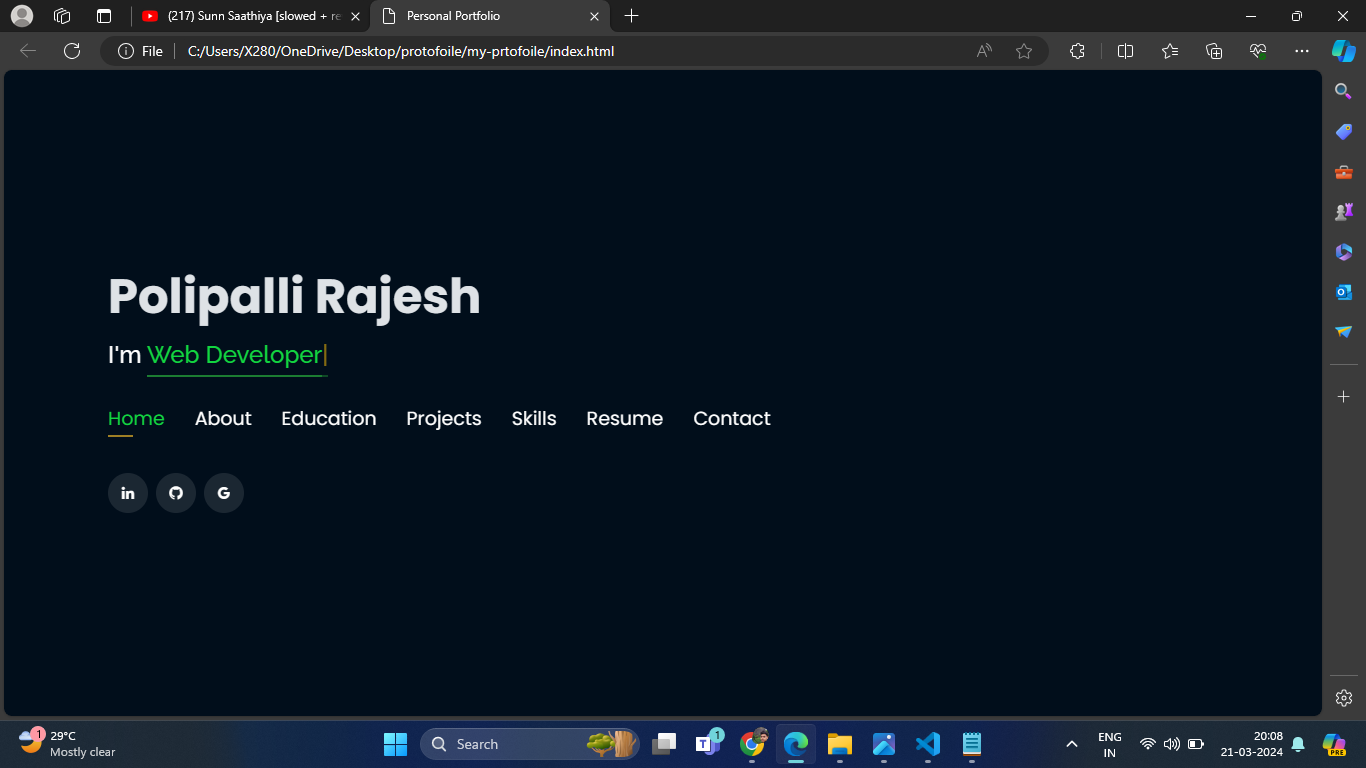 (217) Sunn Saathiya [slowed + re
Personal Portfolio
File
C:/Users/X280/OneDrive/Desktop/protofoile/my-prtofoile/index.html
Polipalli Rajesh
I'm Web Developer
Home About Education Projects Skills Resume Contact
in G
1
29°C
Mostly clear
Search
1
ENG
IN
20:08
21-03-2024
PRE